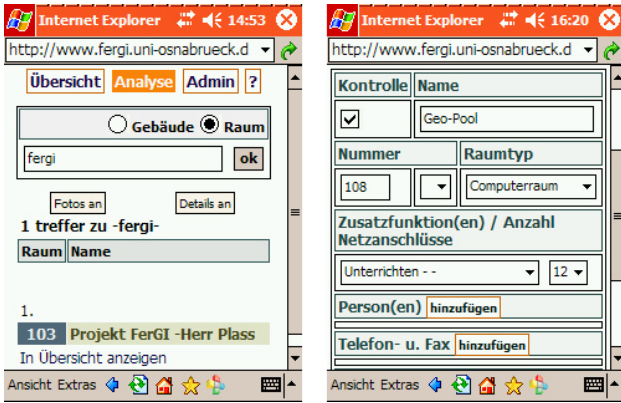 Internet Explorer 14:53
http://www.fergi.uni-osnabrueck.d
Übersicht Analyse Admin ?
Gebäude Raum
fergi ok
Fotos an Details an
1 treffer zu -fergi-
Raum Name
1.
103 Projekt FerGI -Herr Plass
In Übersicht anzeigen
Ansicht Extras
Internet Explorer 16:20
http://www.fergi.uni-osnabrueck.d
Kontrolle Name
Geo-Pool
Nummer Raumtyp
108 Computerraum
Zusatzfunktion(en) / Anzahl
Netzanschlüsse
Unterrichten - - 12
Person(en) hinzufügen
Telefon- u. Fax hinzufügen
Ansicht Extras